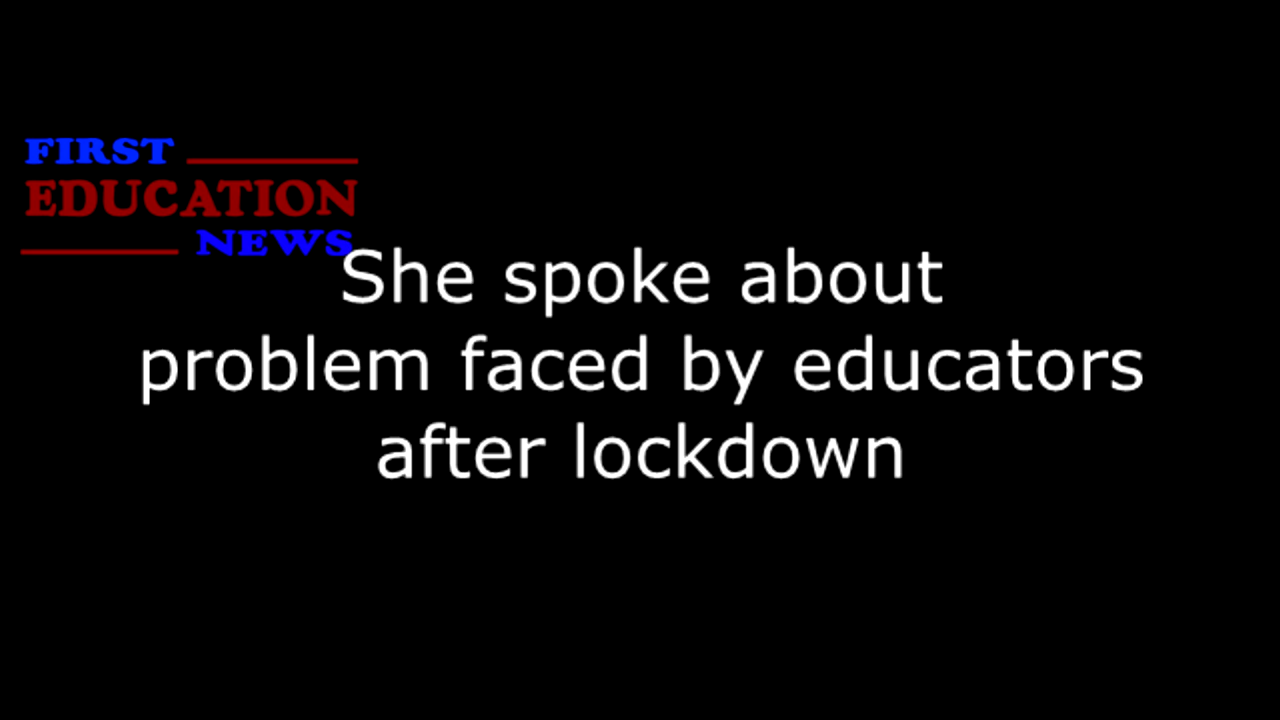 FIRST
EDUCATION
NEWS
She spoke about
problem faced by educators
after lockdown